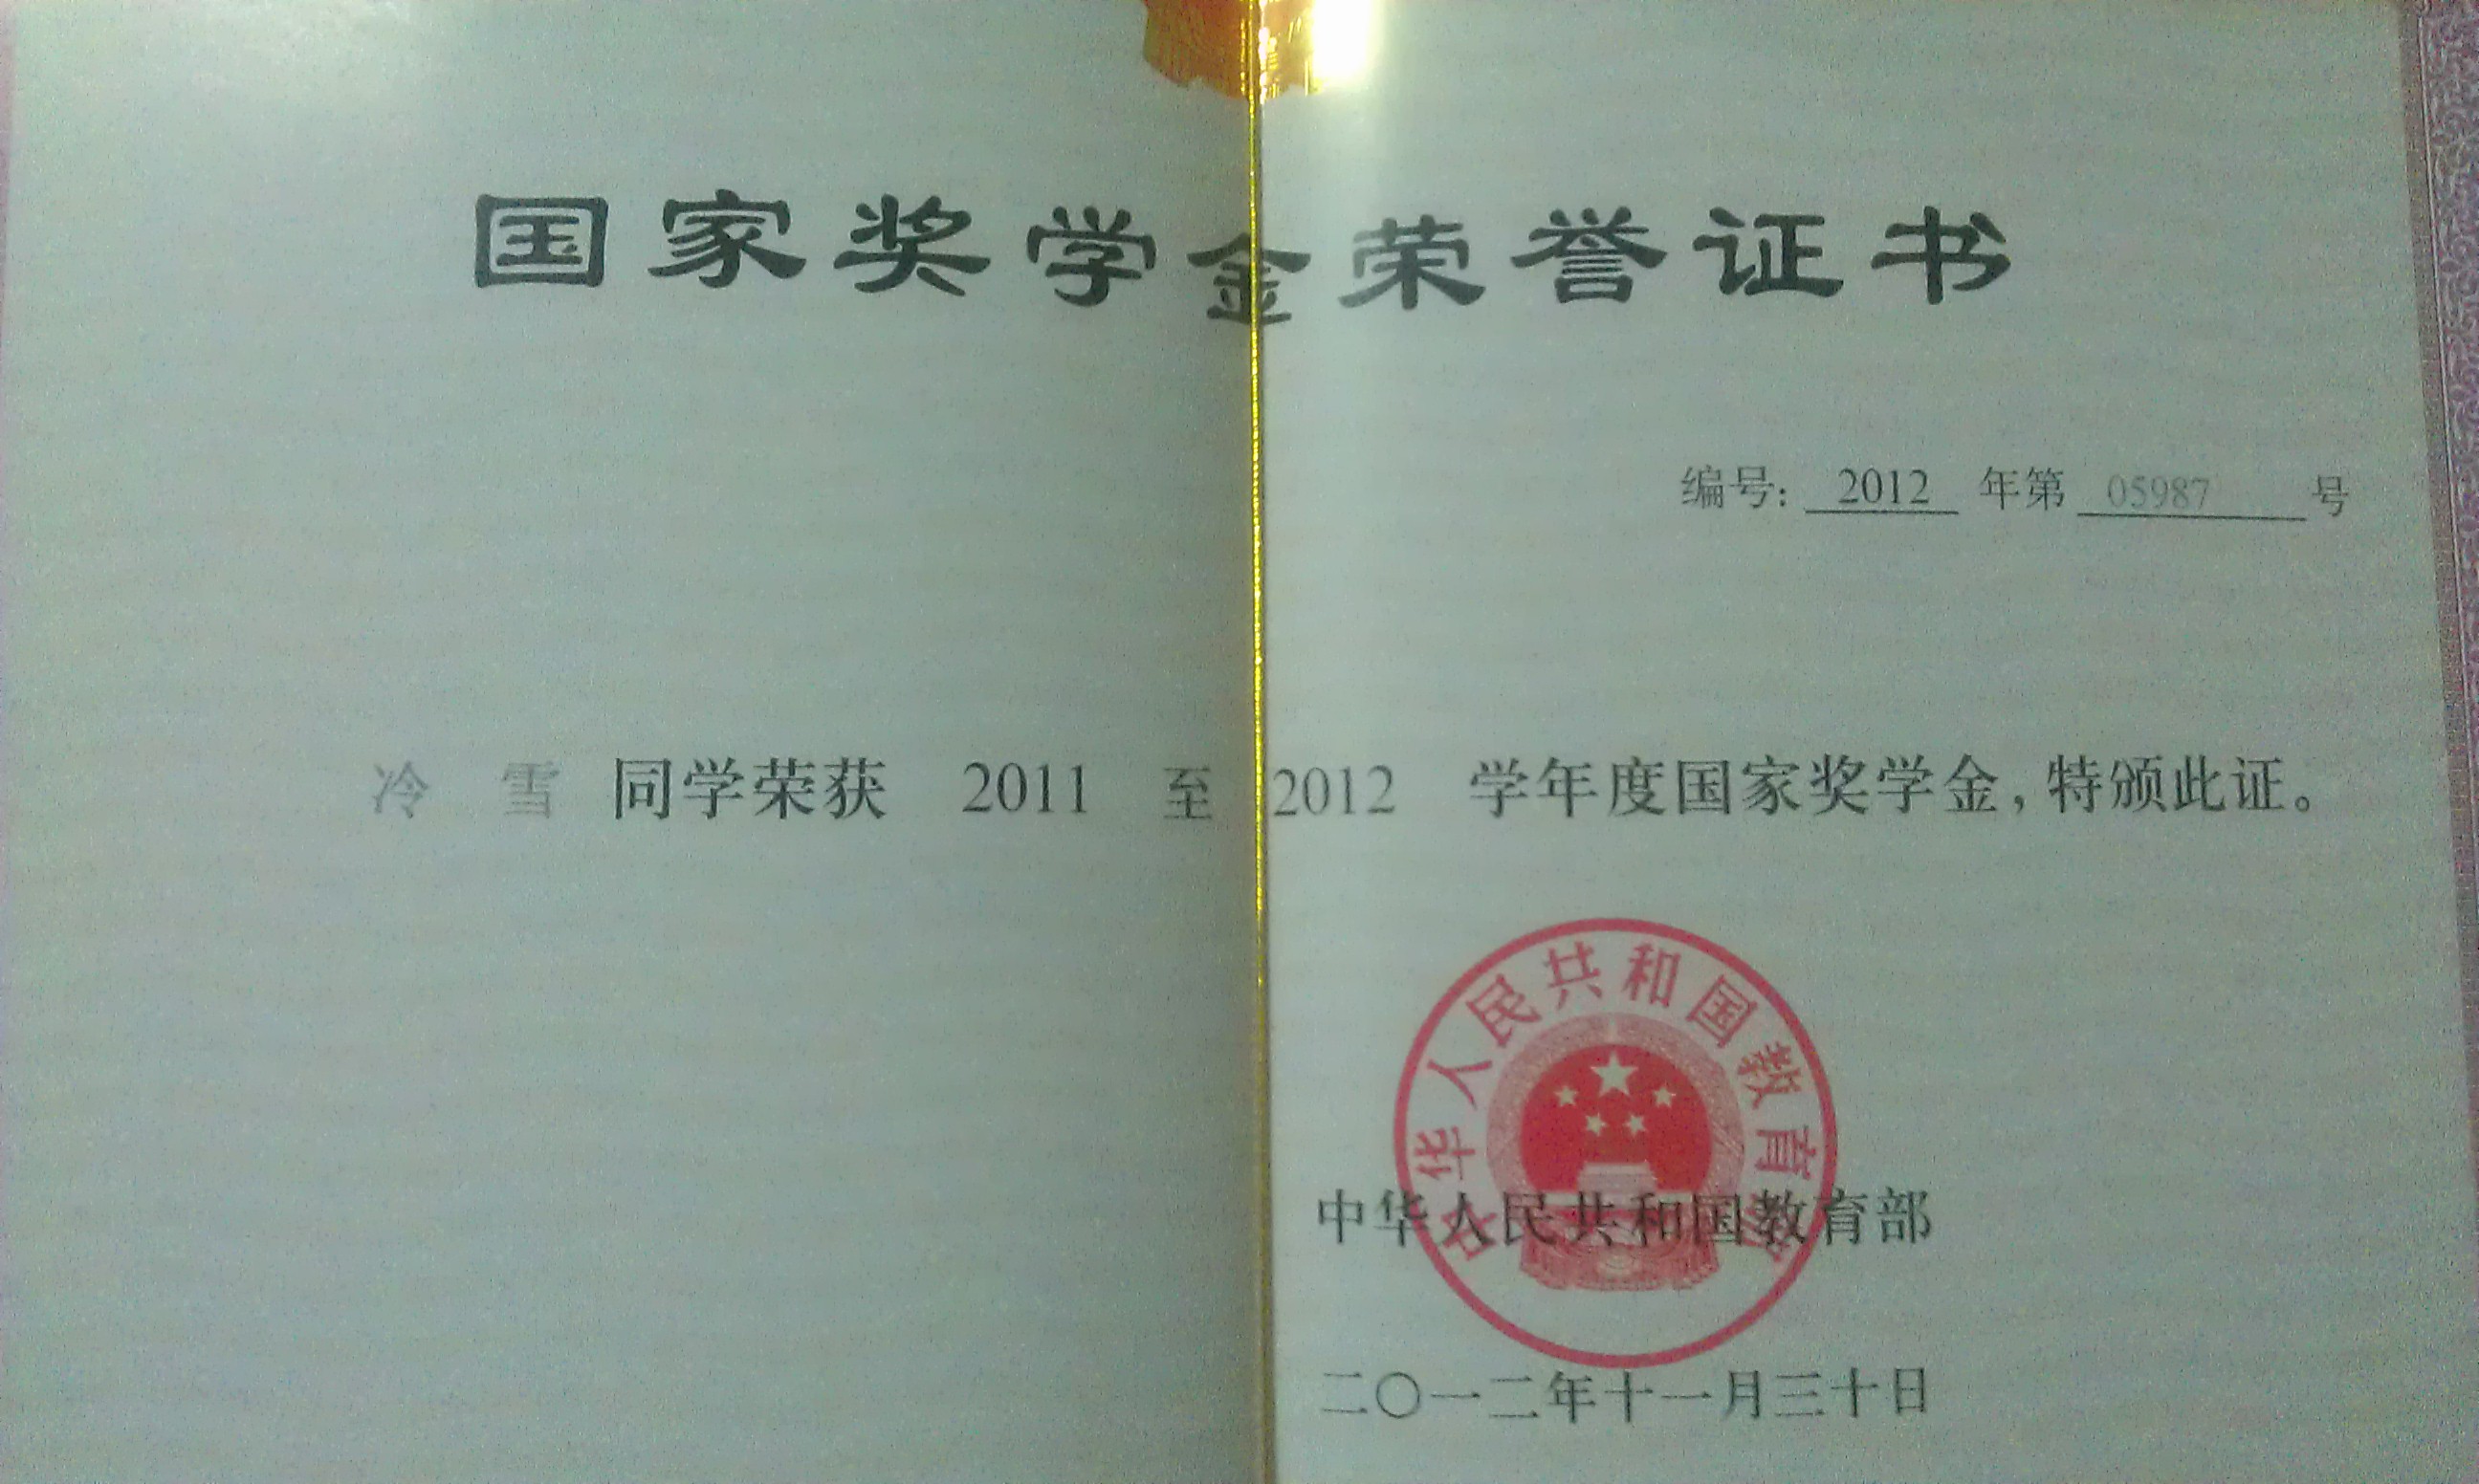 国家奖学金荣誉证书
编号: 2012 年第 05987 号
冷 雪 同学荣获 2011 至 2012 学年度国家奖学金，特颁此证。
中华人民共和国教育部
中华人民共和国教育部
二〇一二年十一月三十日